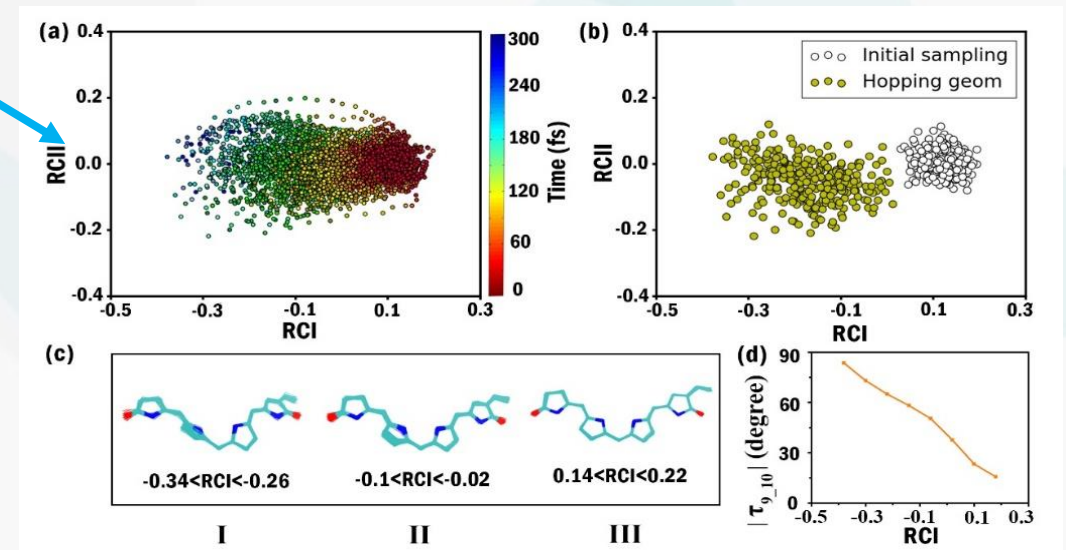 (a)
0.4
0.2
0.0
-0.2
-0.4
RCII
-0.5
-0.3
-0.1
0.1
0.3
RCI
300
240
180
120
60
0
Time (fs)
(b)
0.4
0.2
0.0
-0.2
-0.4
RCII
Initial sampling
Hopping geom
-0.5
-0.3
-0.1
0.1
0.3
RCI
(c)
-0.34<RCI<-0.26
-0.1<RCI<-0.02
0.14<RCI<0.22
I
II
III
(d)
90
60
30
0
|τ9_10| (degree)
-0.5
-0.3
-0.1
0.1
0.3
RCI